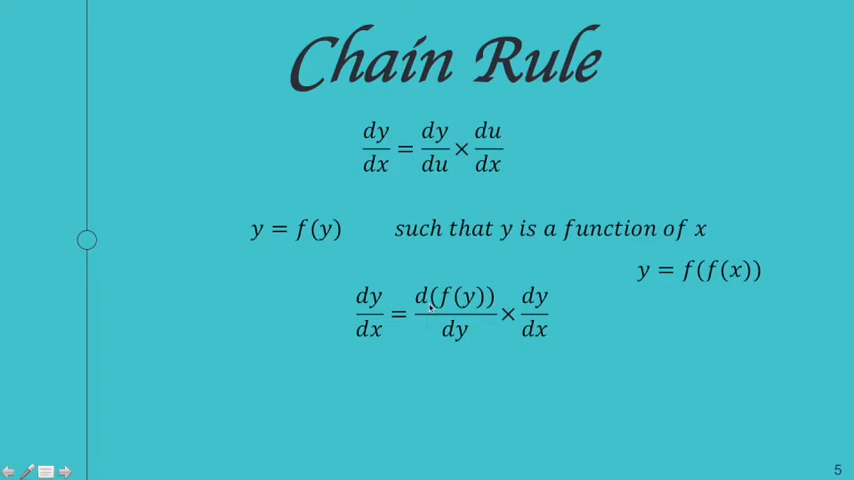 Chain Rule
dy/dx = dy/du × du/dx
y = f(y) such that y is a function of x
y = f(f(x))
dy/dx = d(f(y))/dy × dy/dx
5